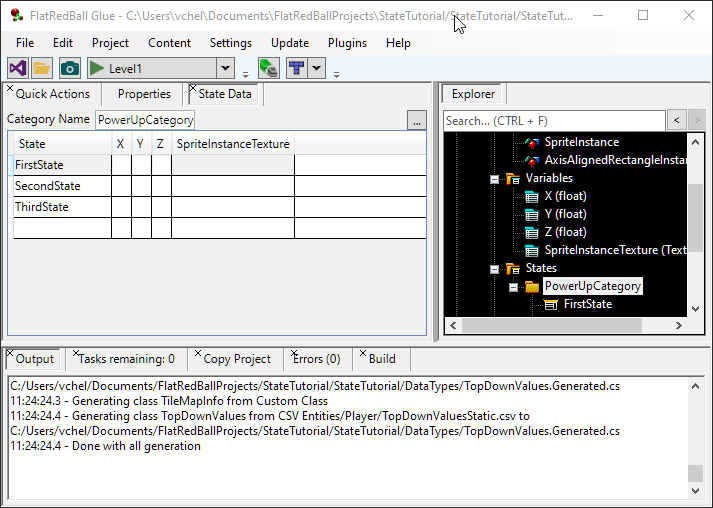 FlatRedBall Glue - C:\Users\vchel\Documents\FlatRedBallProjects\StateTutorial/StateTutorial/StateTut...
File Edit Project Content Settings Update Plugins Help
Level1
Quick Actions Properties State Data
Category Name PowerUpCategory ...
State X Y Z SpriteInstanceTexture
FirstState
SecondState
ThirdState
Explorer
Search... (CTRL + F) < >
SpriteInstance
AxisAlignedRectangleInstan
Variables
X (float)
Y (float)
Z (float)
SpriteInstanceTexture (Text
States
PowerUpCategory
FirstState
Output Tasks remaining: 0 Copy Project Errors (0) Build
C:/Users/vchel/Documents/FlatRedBallProjects/StateTutorial/StateTutorial/DataTypes/TopDownValues.Generated.cs
11:24:24.3 - Generating class TileMapInfo from Custom Class
11:24:24.4 - Generating class TopDownValues from CSV Entities/Player/TopDownValuesStatic.csv to
C:/Users/vchel/Documents/FlatRedBallProjects/StateTutorial/StateTutorial/DataTypes/TopDownValues.Generated.cs
11:24:24.4 - Done with all generation